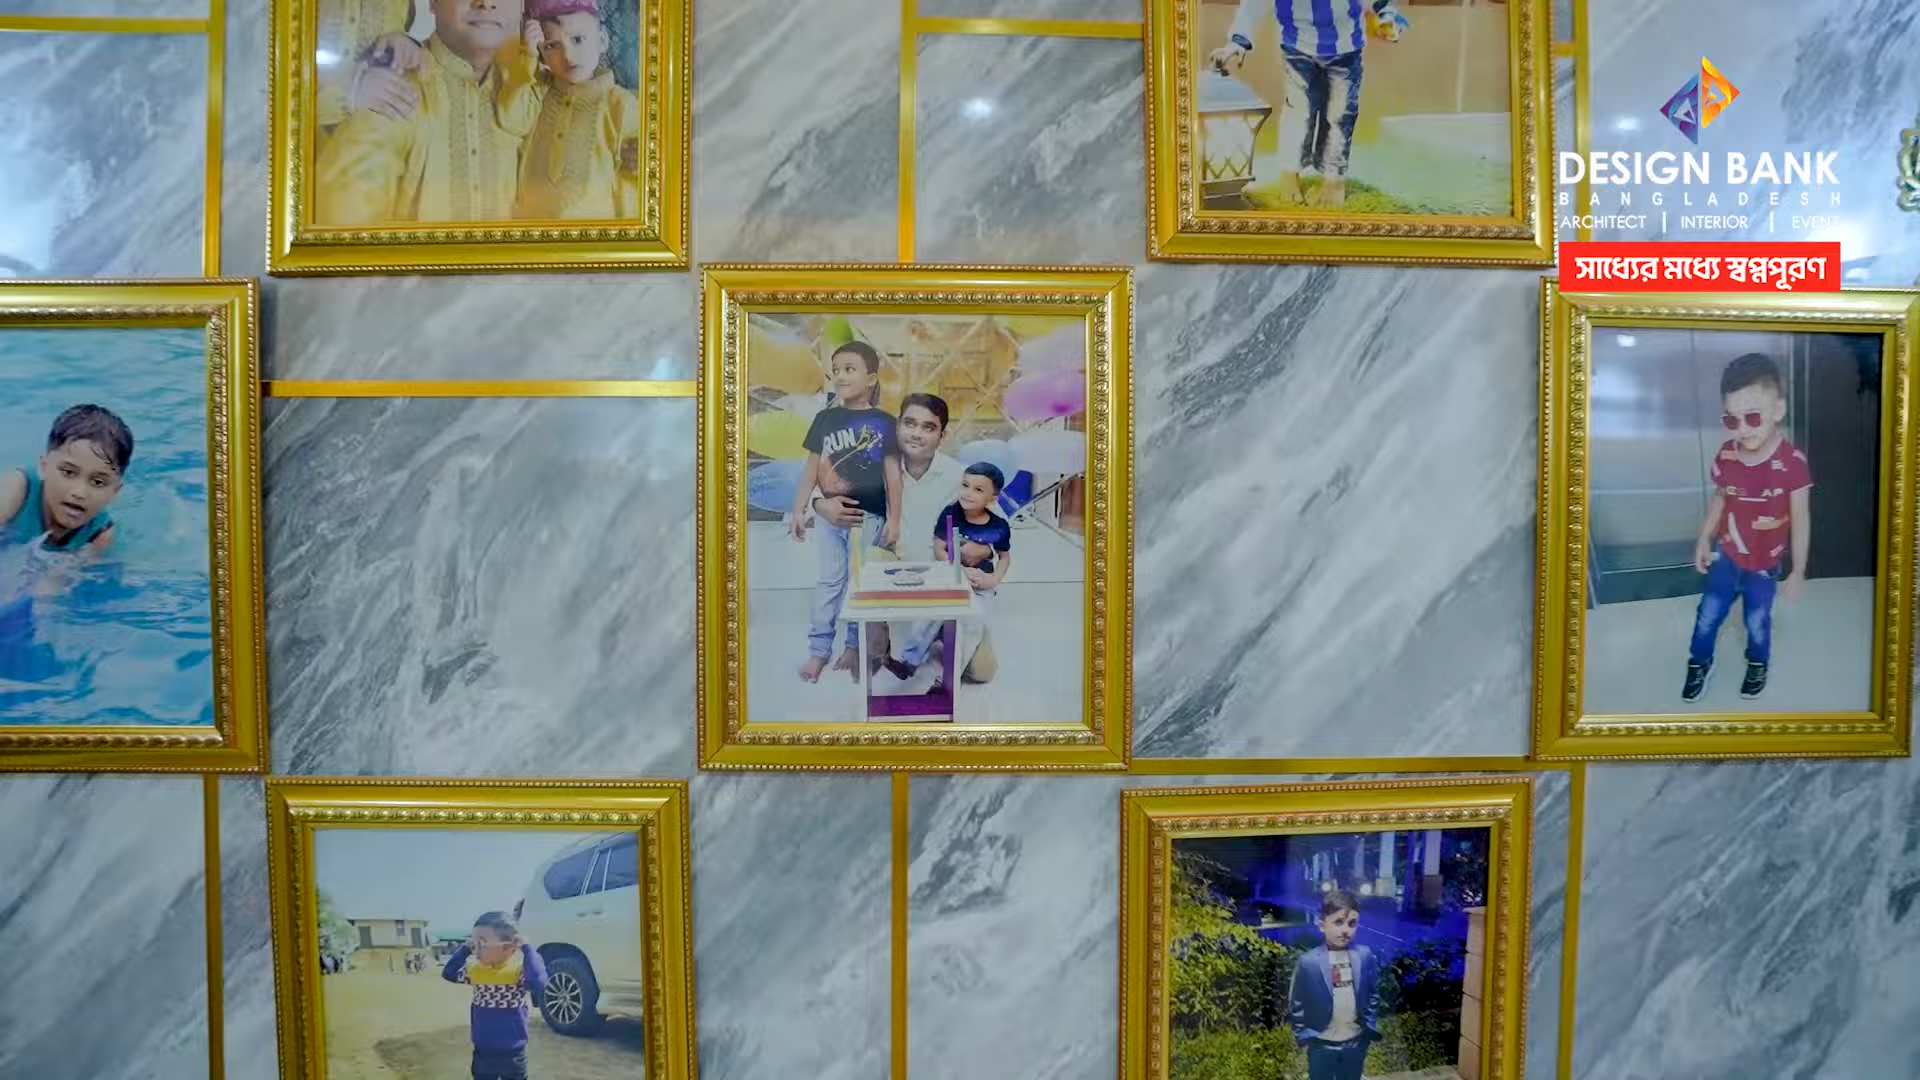 DESIGN BANK
BANGLADESH
ARCHITECT | INTERIOR | EVENT
সাধ্যের মধ্যে স্বপ্নপূরণ
RUN